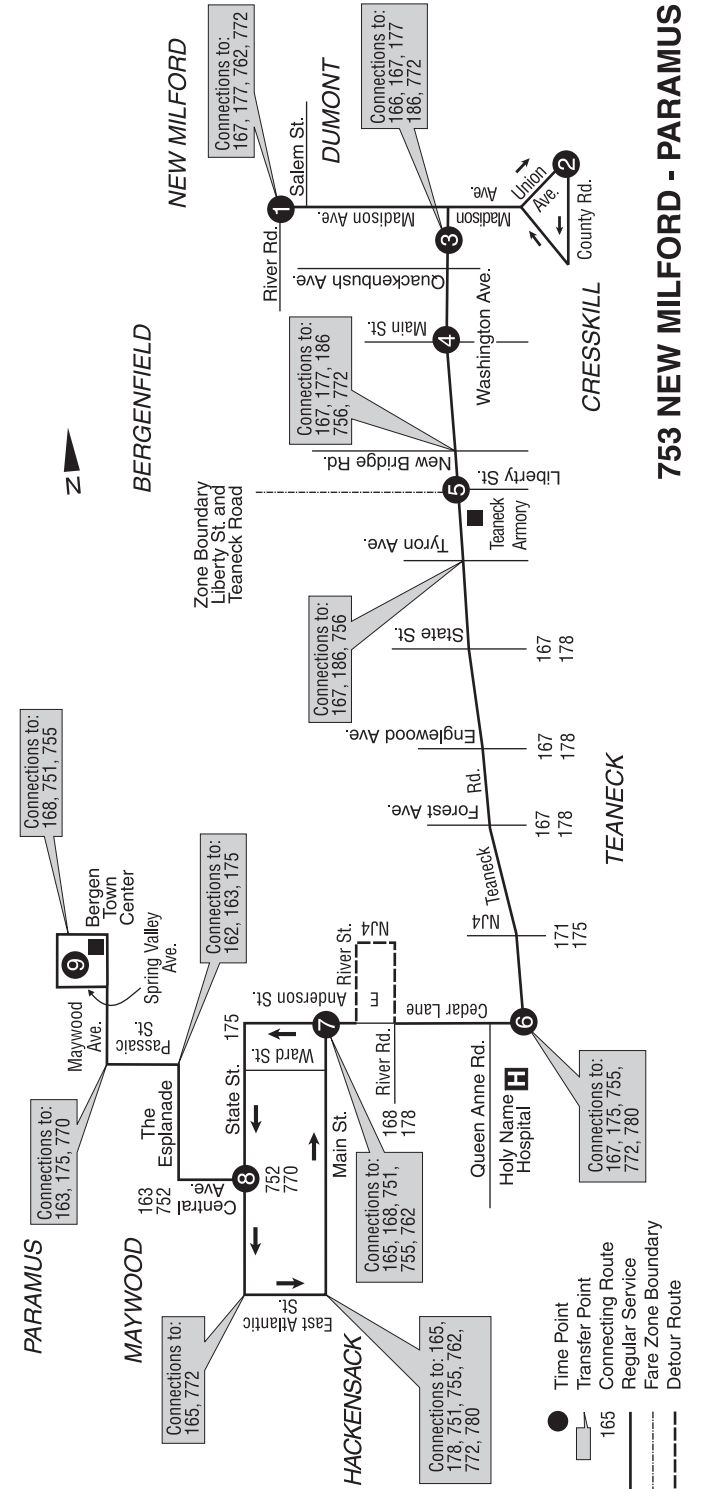 753 NEW MILFORD - PARAMUS
N
NEW MILFORD
DUMONT
BERGENFIELD
CRESSKILL
TEANECK
PARAMUS
MAYWOOD
HACKENSACK
Connections to:
167, 177, 762, 772
1
River Rd.
Salem St.
Madison Ave.
Madison
Ave.
Union
Ave.
2
County Rd.
Connections to:
166, 167, 177
186, 772
3
Quackenbush Ave.
Main St.
4
Washington Ave.
Connections to:
167, 177, 186
756, 772
New Bridge Rd.
Zone Boundary
Liberty St. and
Teaneck Road
5
Liberty St.
Teaneck
Armory
Tyron Ave.
Connections to:
167, 186, 756
State St.
167
178
Englewood Ave.
167
178
Forest Ave.
167
178
Teaneck
Rd.
NJ4
171
175
6
Connections to:
167, 175, 755,
772, 780
Holy Name
Hospital
H
Queen Anne Rd.
Cedar Lane
River Rd.
168
178
E
NJ4
River St.
Anderson St.
7
Connections to:
165, 168, 751,
755, 762
Main St.
Ward St.
175
State St.
8
752
770
East Atlantic
St.
Connections to:
165, 772
Connections to: 165,
178, 751, 755, 762,
772, 780
Central
Ave.
163
752
The
Esplanade
Connections to:
162, 163, 175
Passaic
St.
Connections to:
163, 175, 770
Maywood
Ave.
Spring Valley
Ave.
9
Bergen
Town
Center
Connections to:
168, 751, 755
Time Point
Transfer Point
165 Connecting Route
Regular Service
Fare Zone Boundary
Detour Route